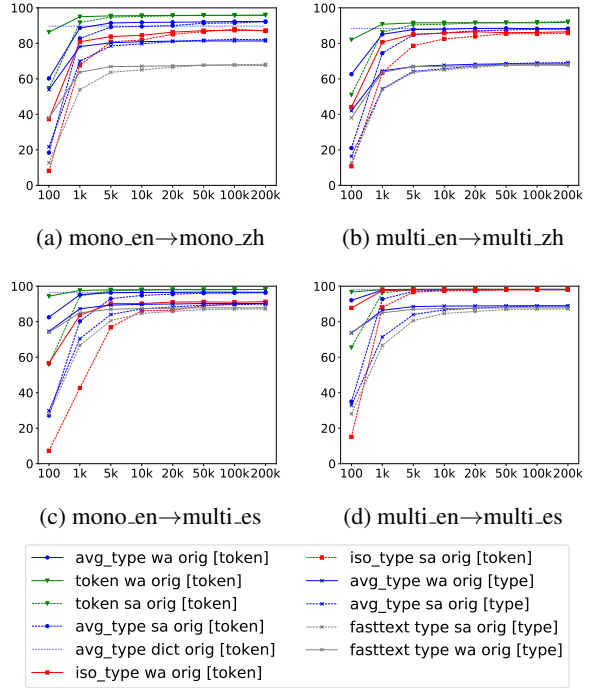 100
80
60
40
20
0
100 1k 5k 10k 20k 50k 100k 200k
(a) mono_en→mono_zh
100
80
60
40
20
0
100 1k 5k 10k 20k 50k 100k 200k
(b) multi_en→multi_zh
100
80
60
40
20
0
100 1k 5k 10k 20k 50k 100k 200k
(c) mono_en→multi_es
100
80
60
40
20
0
100 1k 5k 10k 20k 50k 100k 200k
(d) multi_en→multi_es
avg_type wa orig [token]
token wa orig [token]
token sa orig [token]
avg_type sa orig [token]
avg_type dict orig [token]
iso_type wa orig [token]
iso_type sa orig [token]
avg_type wa orig [type]
avg_type sa orig [type]
fasttext type sa orig [type]
fasttext type wa orig [type]